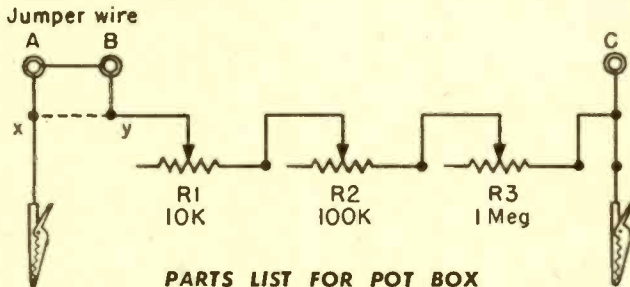 Jumper wire
A B C
x y
R1 R2 R3
10K 100K 1 Meg
PARTS LIST FOR POT BOX